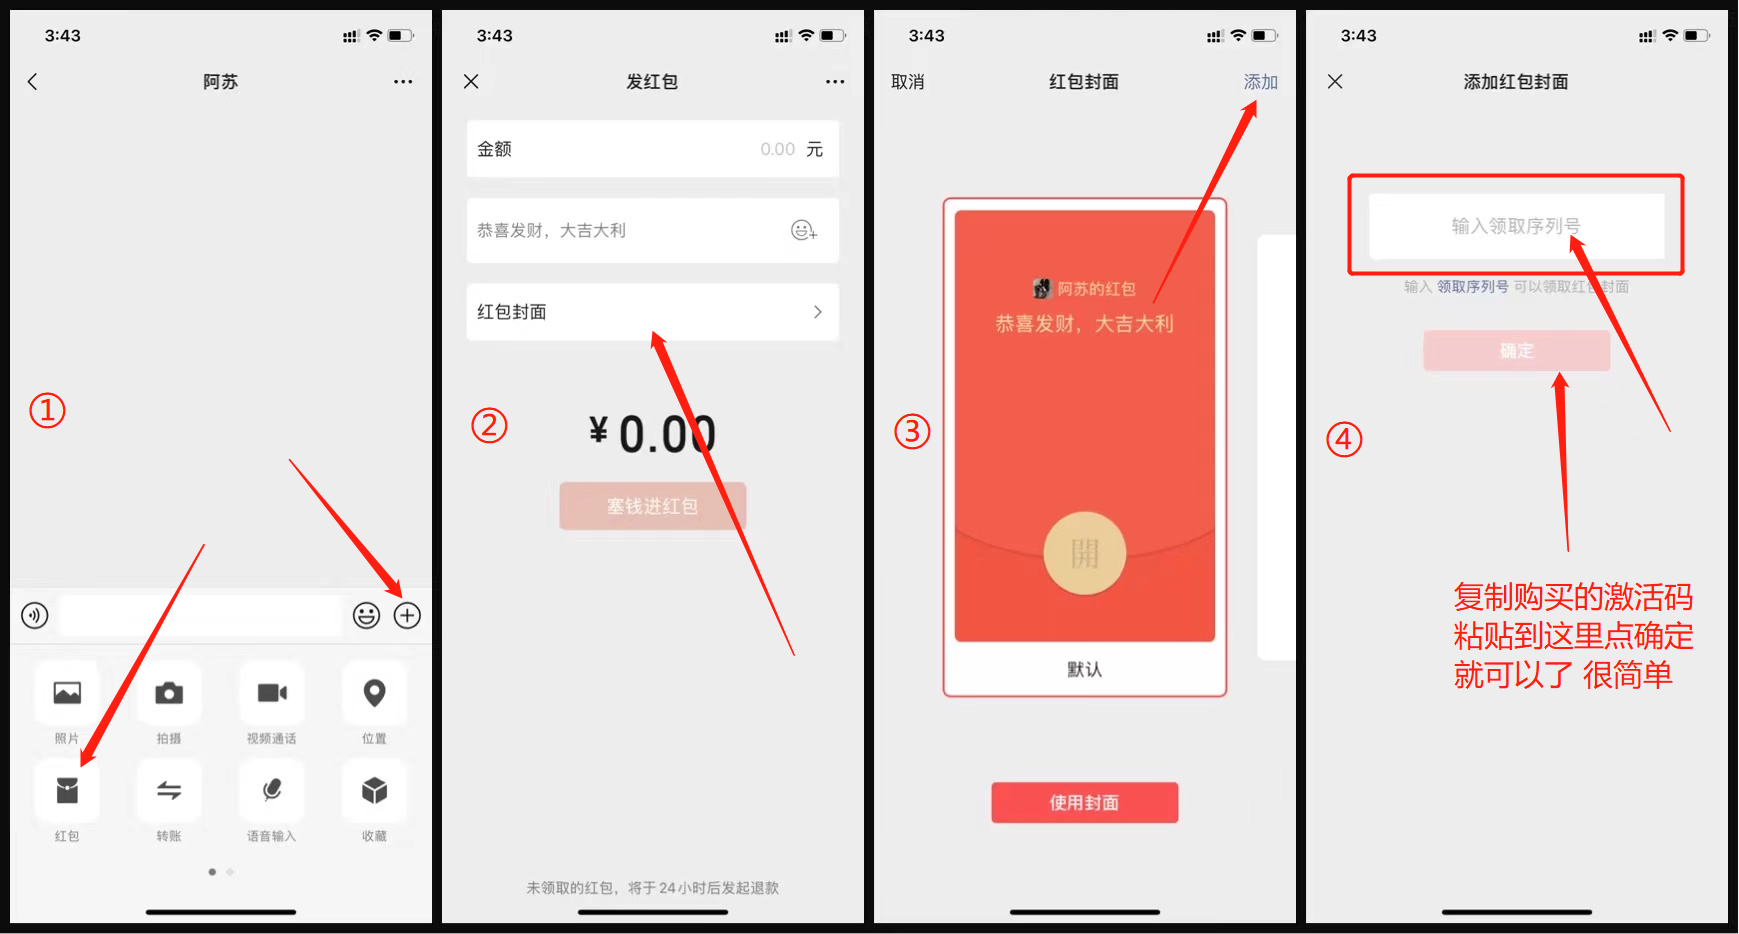 3:43
阿苏
①
照片
拍摄
视频通话
位置
红包
转账
语音输入
收藏
3:43
发红包
金额 0.00 元
恭喜发财，大吉大利
红包封面
②
¥ 0.00
塞钱进红包
未领取的红包，将于24小时后发起退款
3:43
取消 红包封面 添加
阿苏的红包
恭喜发财，大吉大利
③
開
默认
使用封面
3:43
添加红包封面
输入领取序列号
输入 领取序列号 可以领取红包封面
确定
④
复制购买的激活码
粘贴到这里点确定
就可以了 很简单